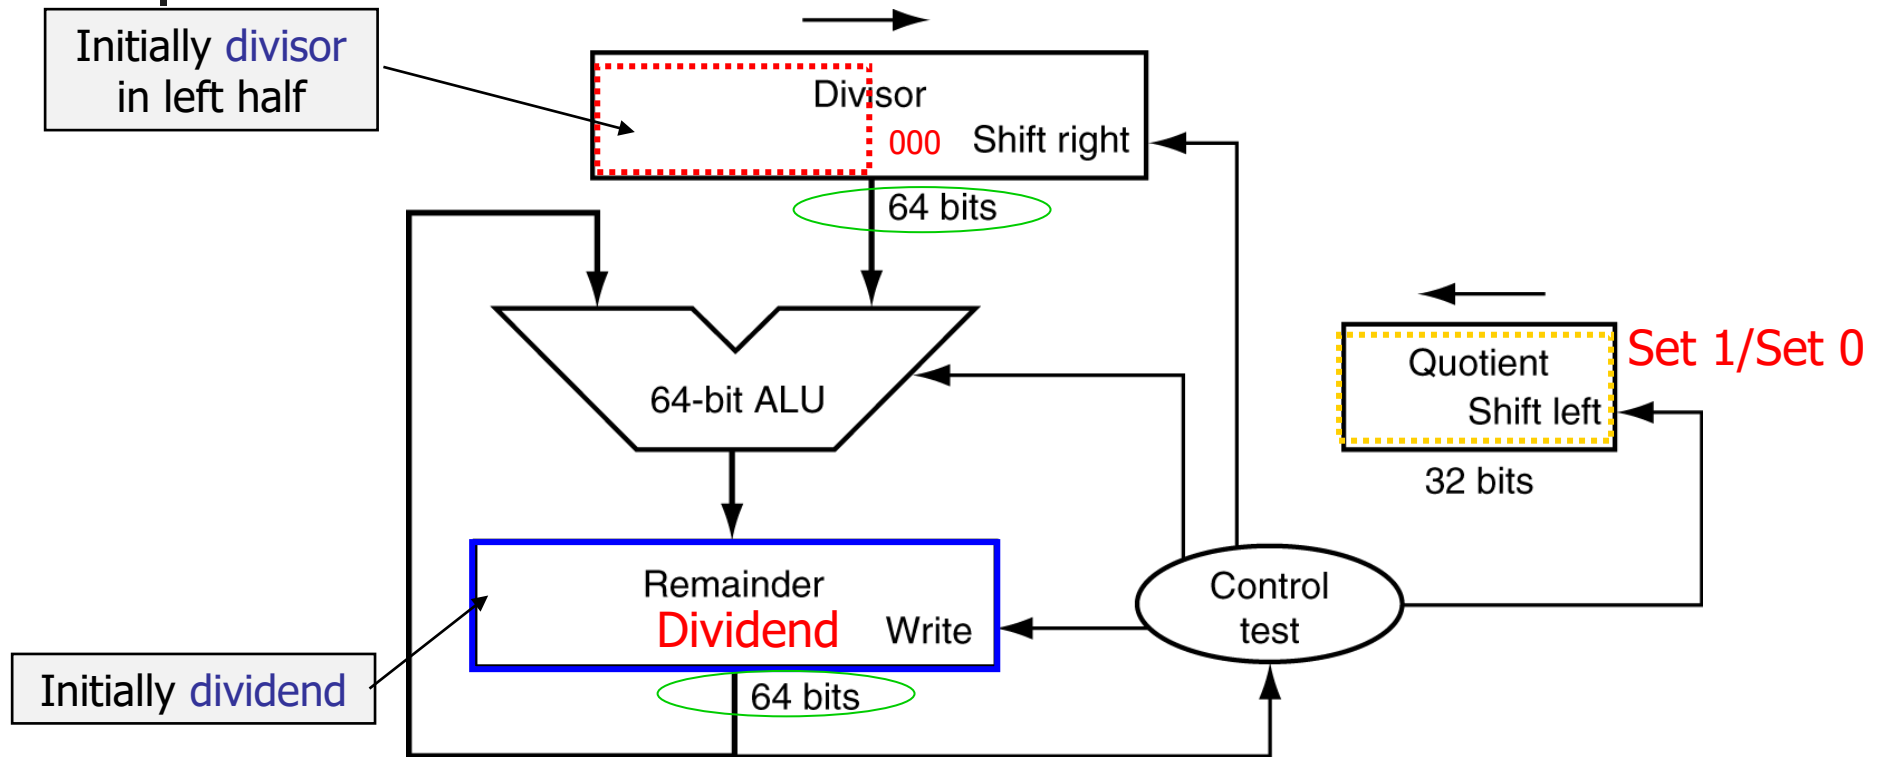 Initially divisor
in left half
Divisor
000 Shift right
64 bits
64-bit ALU
Quotient
Shift left
Set 1/Set 0
32 bits
Remainder
Dividend Write
Control
test
Initially dividend
64 bits